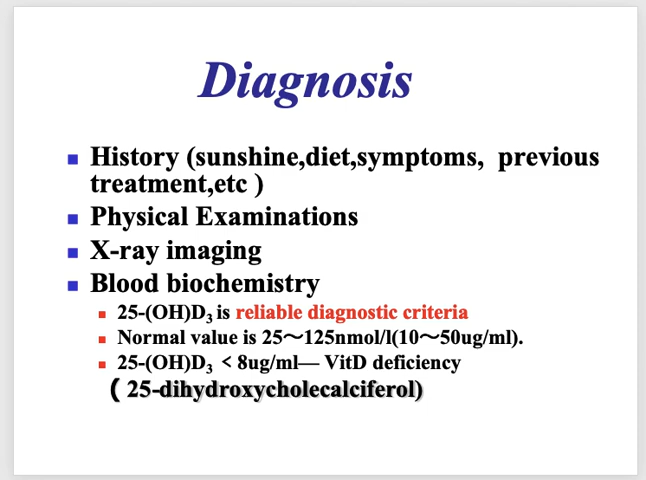 Diagnosis
History (sunshine,diet,symptoms, previous
treatment,etc )
Physical Examinations
X-ray imaging
Blood biochemistry
25-(OH)D₃ is reliable diagnostic criteria
Normal value is 25～125nmol/l(10～50ug/ml).
25-(OH)D₃ < 8ug/ml— VitD deficiency
( 25-dihydroxycholecalciferol)